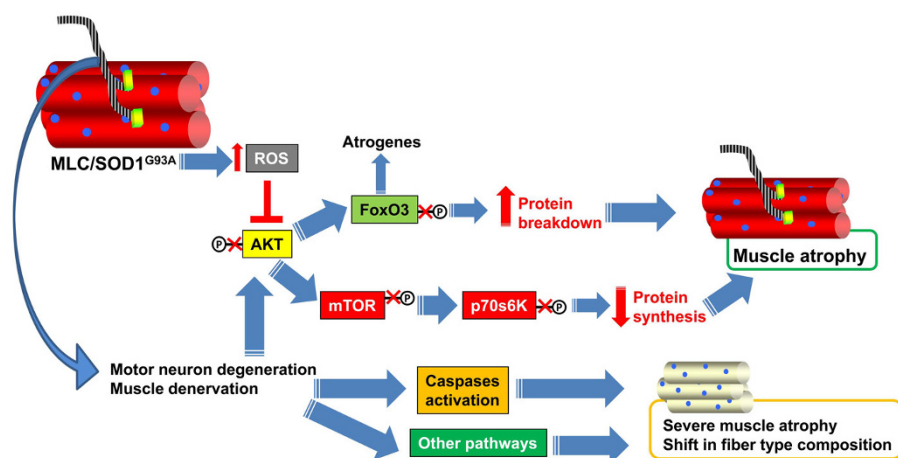 MLC/SOD1G93A
ROS
Atrogenes
FoxO3
P
Protein
breakdown
P
AKT
Muscle atrophy
mTOR
P
p70s6K
P
Protein
synthesis
Motor neuron degeneration
Muscle denervation
Caspases
activation
Other pathways
Severe muscle atrophy
Shift in fiber type composition